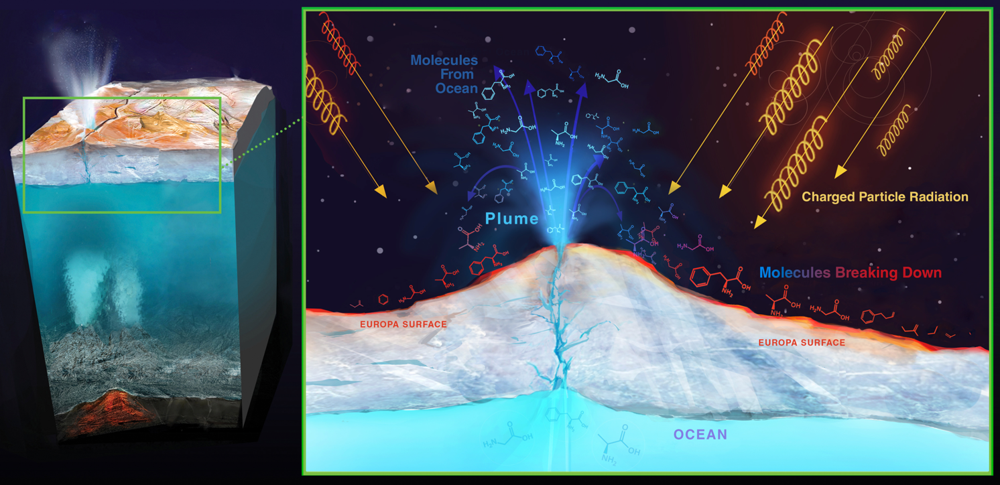 Molecules
From
Ocean
Plume
Charged Particle Radiation
Molecules Breaking Down
EUROPA SURFACE
EUROPA SURFACE
OCEAN